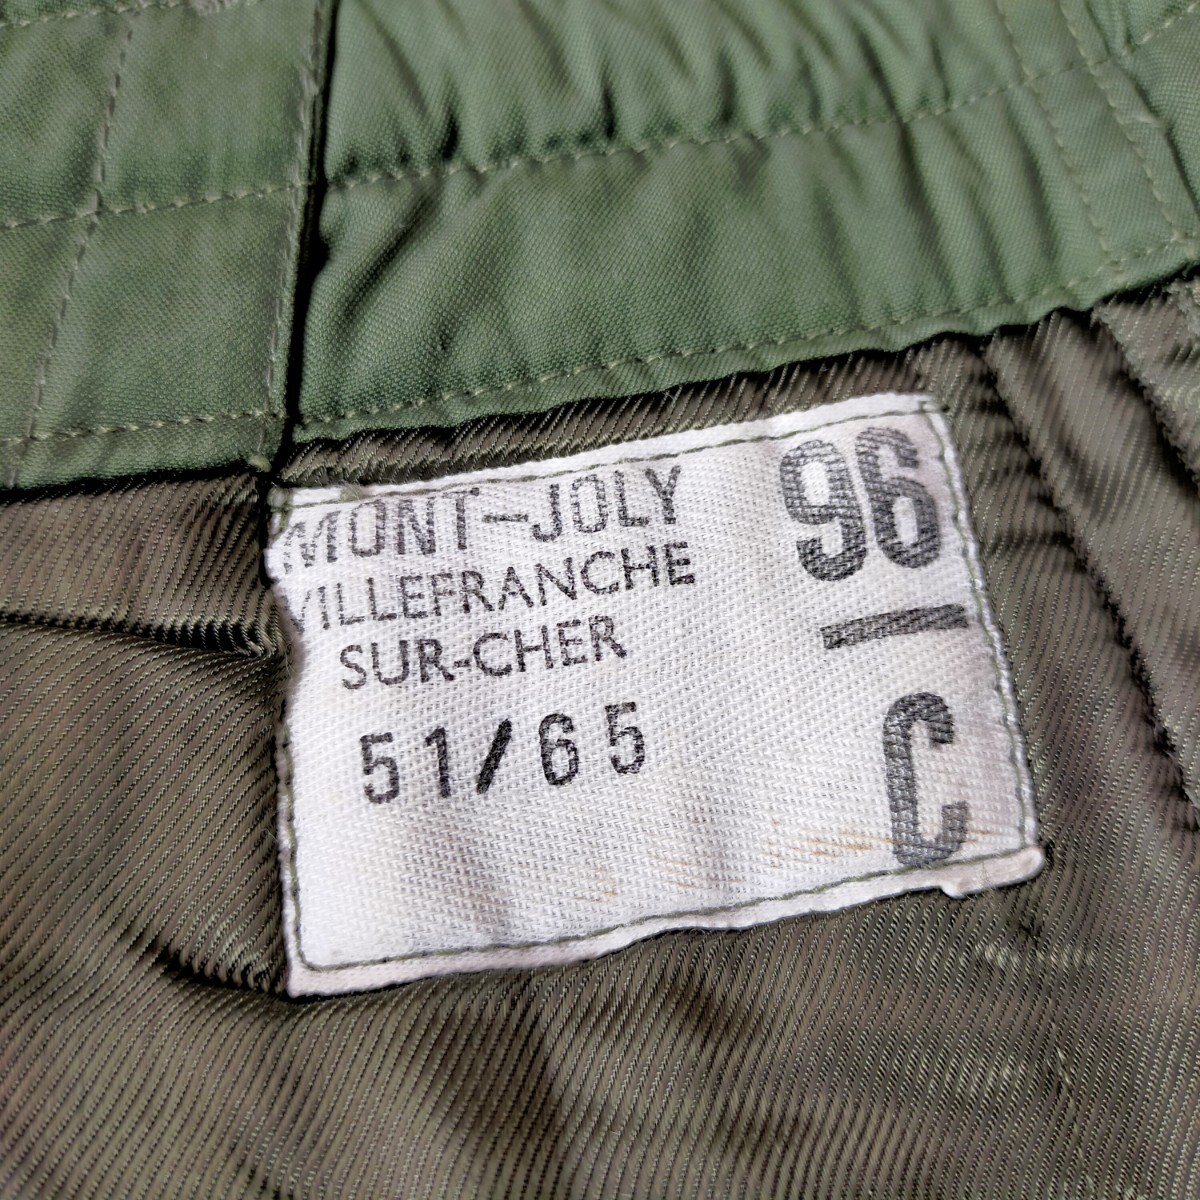 MONT-JOLY
VILLEFRANCHE
SUR-CHER
51/65
96
C